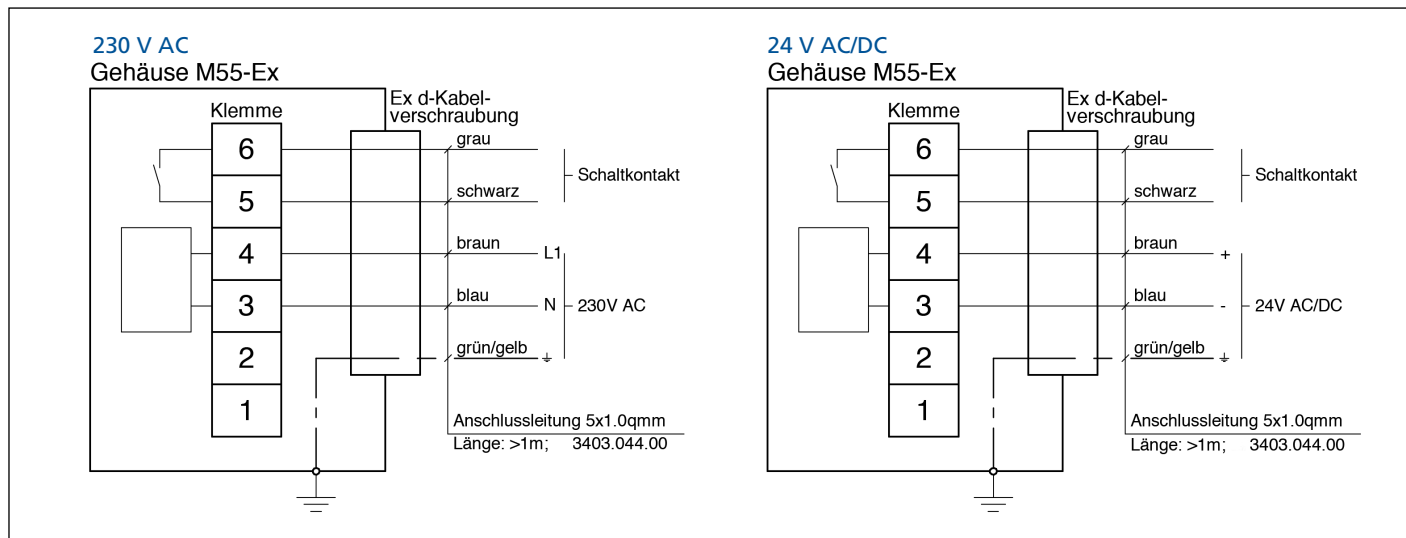 230 V AC
Gehäuse M55-Ex
Klemme
Ex d-Kabel-
verschraubung
6
grau
Schaltkontakt
5
schwarz
4
braun
L1
3
blau
N
230V AC
2
grün/gelb
1
Anschlussleitung 5x1.0qmm
Länge: >1m; 3403.044.00
24 V AC/DC
Gehäuse M55-Ex
Klemme
Ex d-Kabel-
verschraubung
6
grau
Schaltkontakt
5
schwarz
4
braun
+
3
blau
-
24V AC/DC
2
grün/gelb
1
Anschlussleitung 5x1.0qmm
Länge: >1m; 3403.044.00